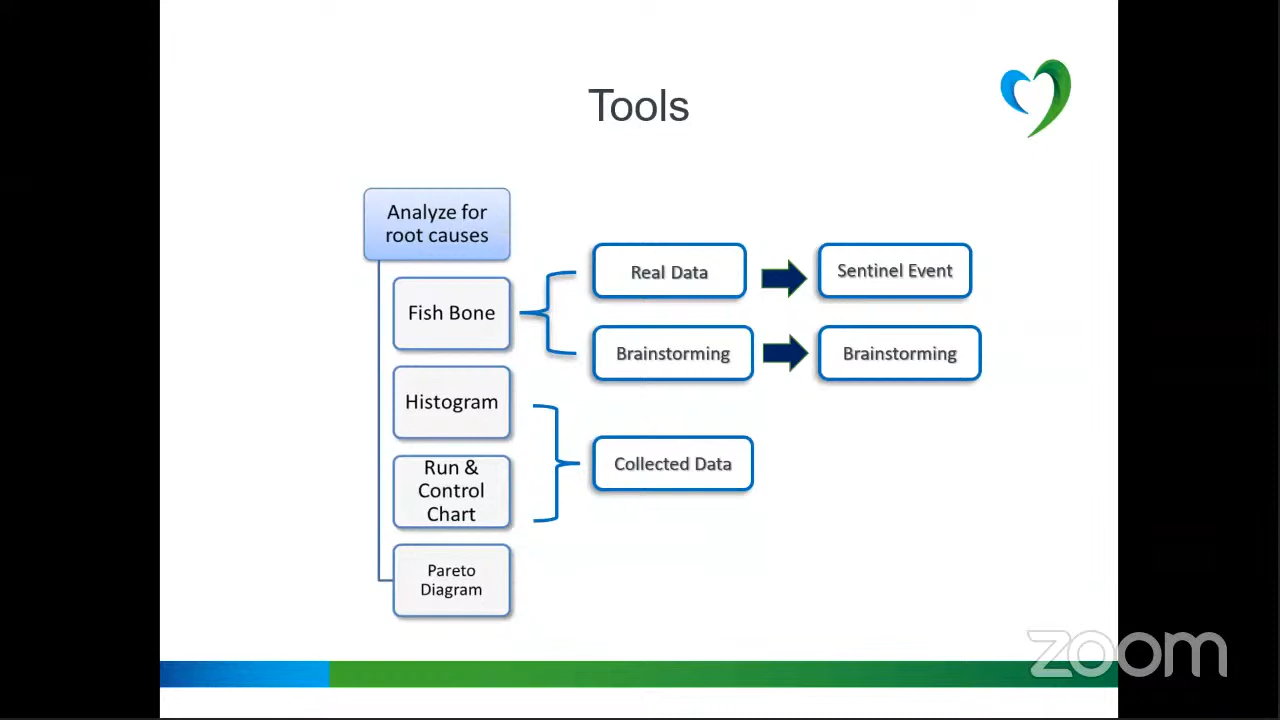 Tools
Analyze for
root causes
Fish Bone
Real Data
Sentinel Event
Brainstorming
Brainstorming
Histogram
Run &
Control
Chart
Collected Data
Pareto
Diagram
zoom